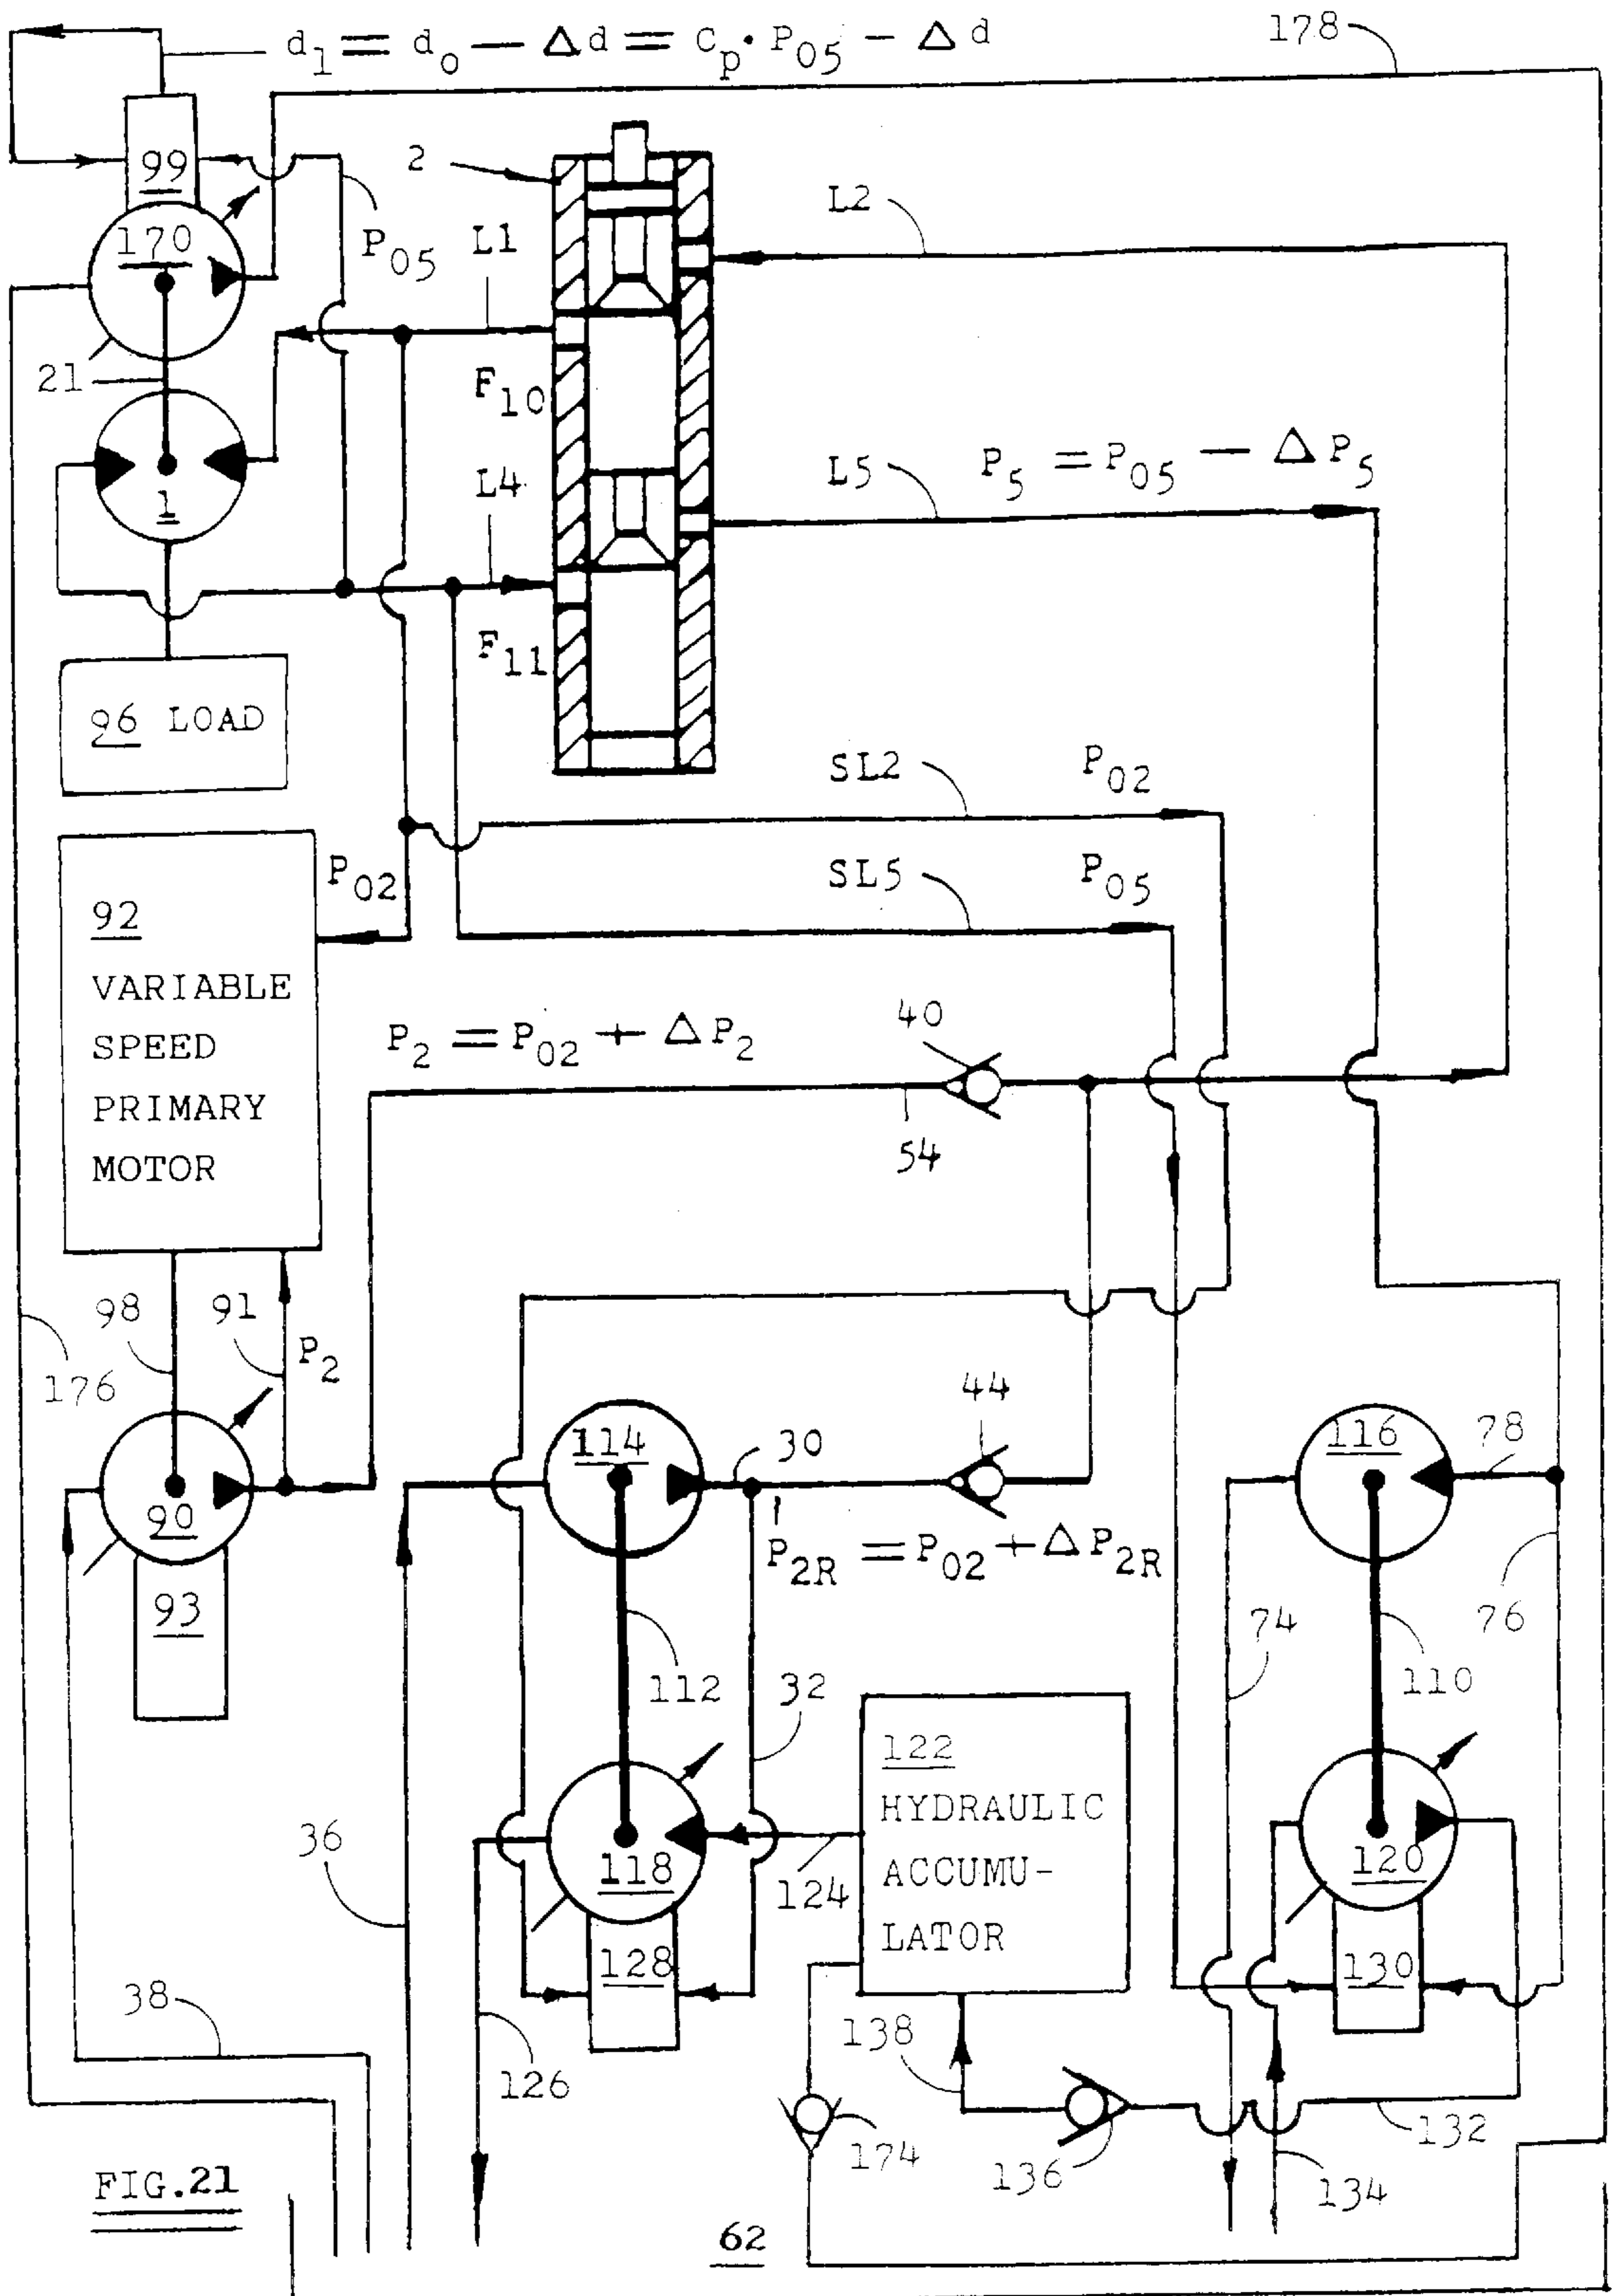 d₁ = d₀ − Δd = Cₚ·P₀₅ − Δd
178
99
2
L2
170
P₀₅
L1
21
F₁₀
L5
P₅ = P₀₅ − ΔP₅
L4
1
F₁₁
96 LOAD
SL2
P₀₂
P₀₂
SL5
P₀₅
92
VARIABLE
SPEED
PRIMARY
MOTOR
P₂ = P₀₂ + ΔP₂
40
54
98
91
P₂
176
44
114
30
116
78
90
P₂R = P₀₂ + ΔP₂R
93
74
76
112
32
110
122
HYDRAULIC
ACCUMU-
LATOR
36
118
124
120
128
130
38
138
126
174
136
132
134
FIG.21
62